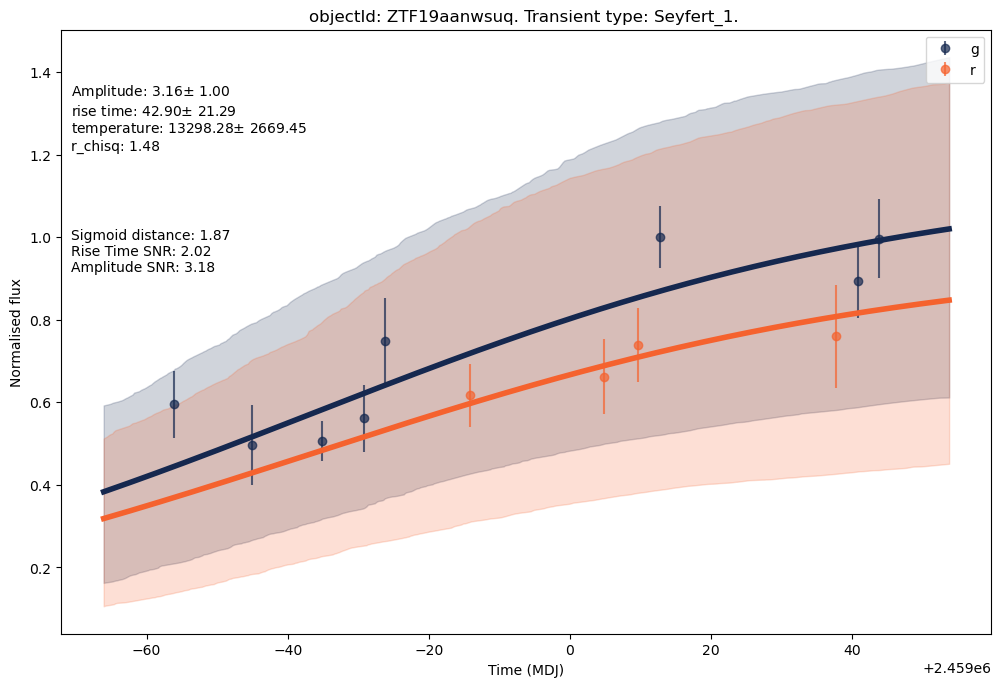 objectId: ZTF19aanwsuq. Transient type: Seyfert_1.
g
r
Amplitude: 3.16± 1.00
rise time: 42.90± 21.29
temperature: 13298.28± 2669.45
r_chisq: 1.48
Sigmoid distance: 1.87
Rise Time SNR: 2.02
Amplitude SNR: 3.18
Normalised flux
1.4
1.2
1.0
0.8
0.6
0.4
0.2
−60
−40
−20
0
20
40
Time (MDJ)
+2.459e6